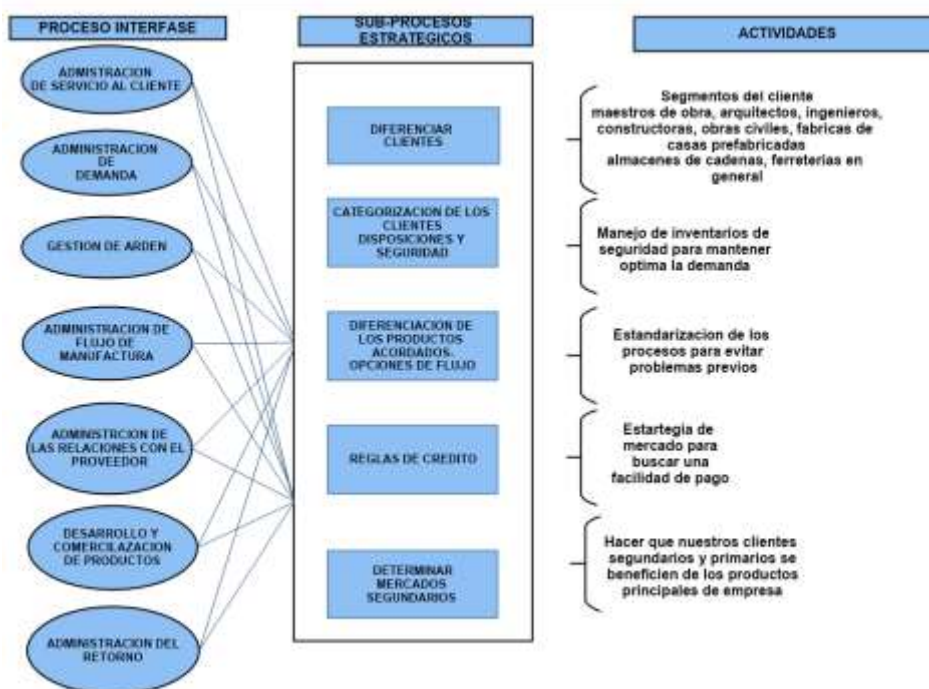 PROCESO INTERFASE
SUB-PROCESOS
ESTRATEGICOS
ACTIVIDADES
ADMISTRACION
DE SERVICIO AL CLIENTE
ADMINISTRACION
DE
DEMANDA
GESTION DE ARDEN
ADMINISTRACION DE
FLUJO DE
MANUFACTURA
ADMINISTRCION DE
LAS RELACIONES CON EL
PROVEEDOR
DESARROLLO Y
COMERCILAZACION
DE PRODUCTOS
ADMINISTRACION DEL
RETORNO
DIFERENCIAR
CLIENTES
CATEGORIZACION DE LOS
CLIENTES
DISPOSICIONES Y
SEGURIDAD
DIFERENCIACION DE
LOS PRODUCTOS
ACORDADOS-
OPCIONES DE FLUJO
REGLAS DE CREDITO
DETERMINAR
MERCADOS
SEGUNDARIOS
Segmentos del cliente
maestros de obra, arquitectos, ingenieros,
constructoras, obras civiles, fabricas de
casas prefabricadas
almacenes de cadenas, ferreterias en
general
Manejo de inventarios de
seguridad para mantener
optima la demanda
Estandarizacion de los
procesos para evitar
problemas previos
Estartegia de
mercado para
buscar una
facilidad de pago
Hacer que nuestros clientes
segundarios y primarios se
beneficien de los productos
principales de empresa